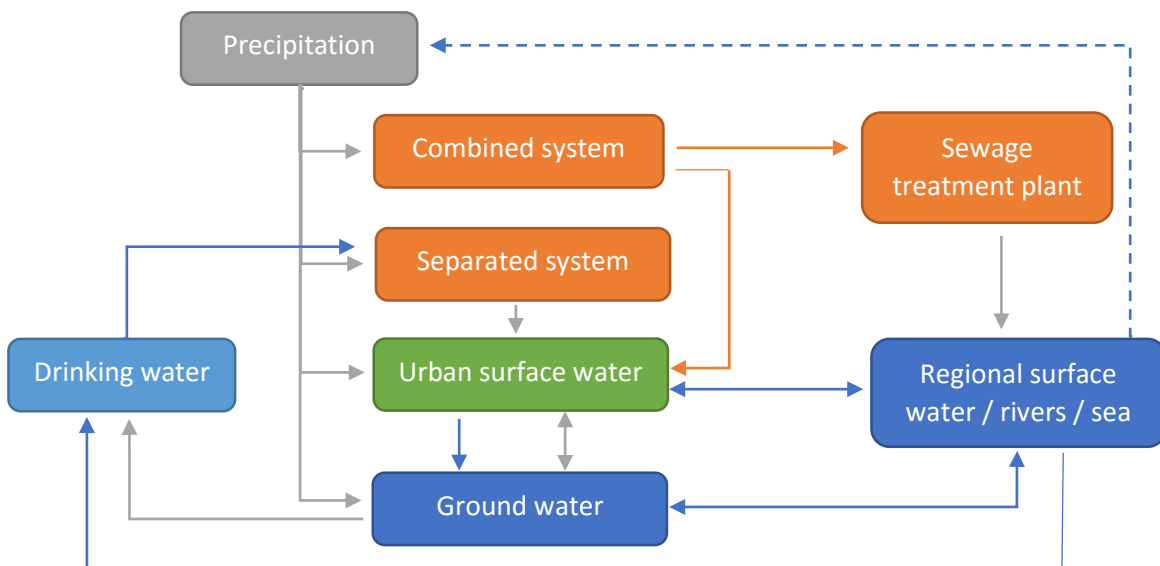 Precipitation
Combined system
Sewage
treatment plant
Separated system
Drinking water
Urban surface water
Regional surface
water / rivers / sea
Ground water